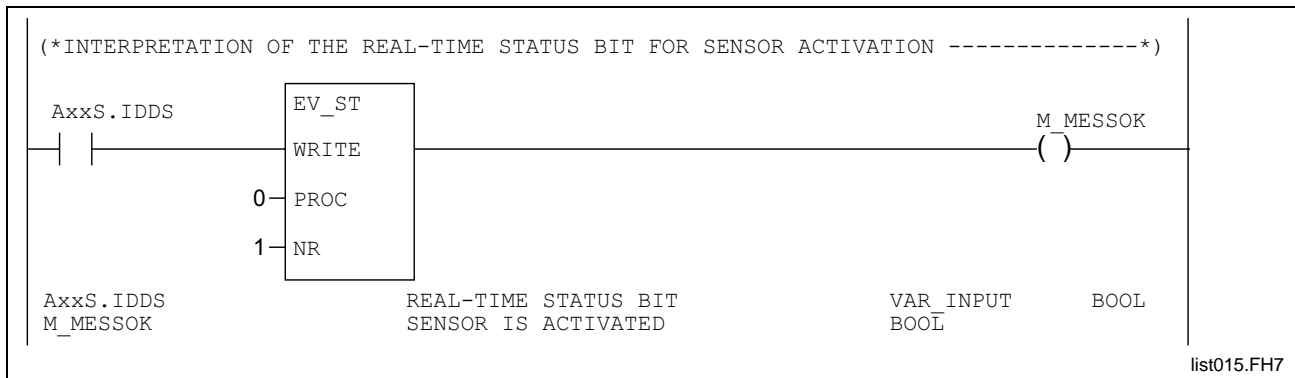 (*INTERPRETATION OF THE REAL-TIME STATUS BIT FOR SENSOR ACTIVATION --------------*)
AxxS.IDDS
EV_ST
M_MESSOK
WRITE
( )
0 PROC
1 NR
AxxS.IDDS REAL-TIME STATUS BIT VAR_INPUT BOOL
M_MESSOK SENSOR IS ACTIVATED BOOL
list015.FH7